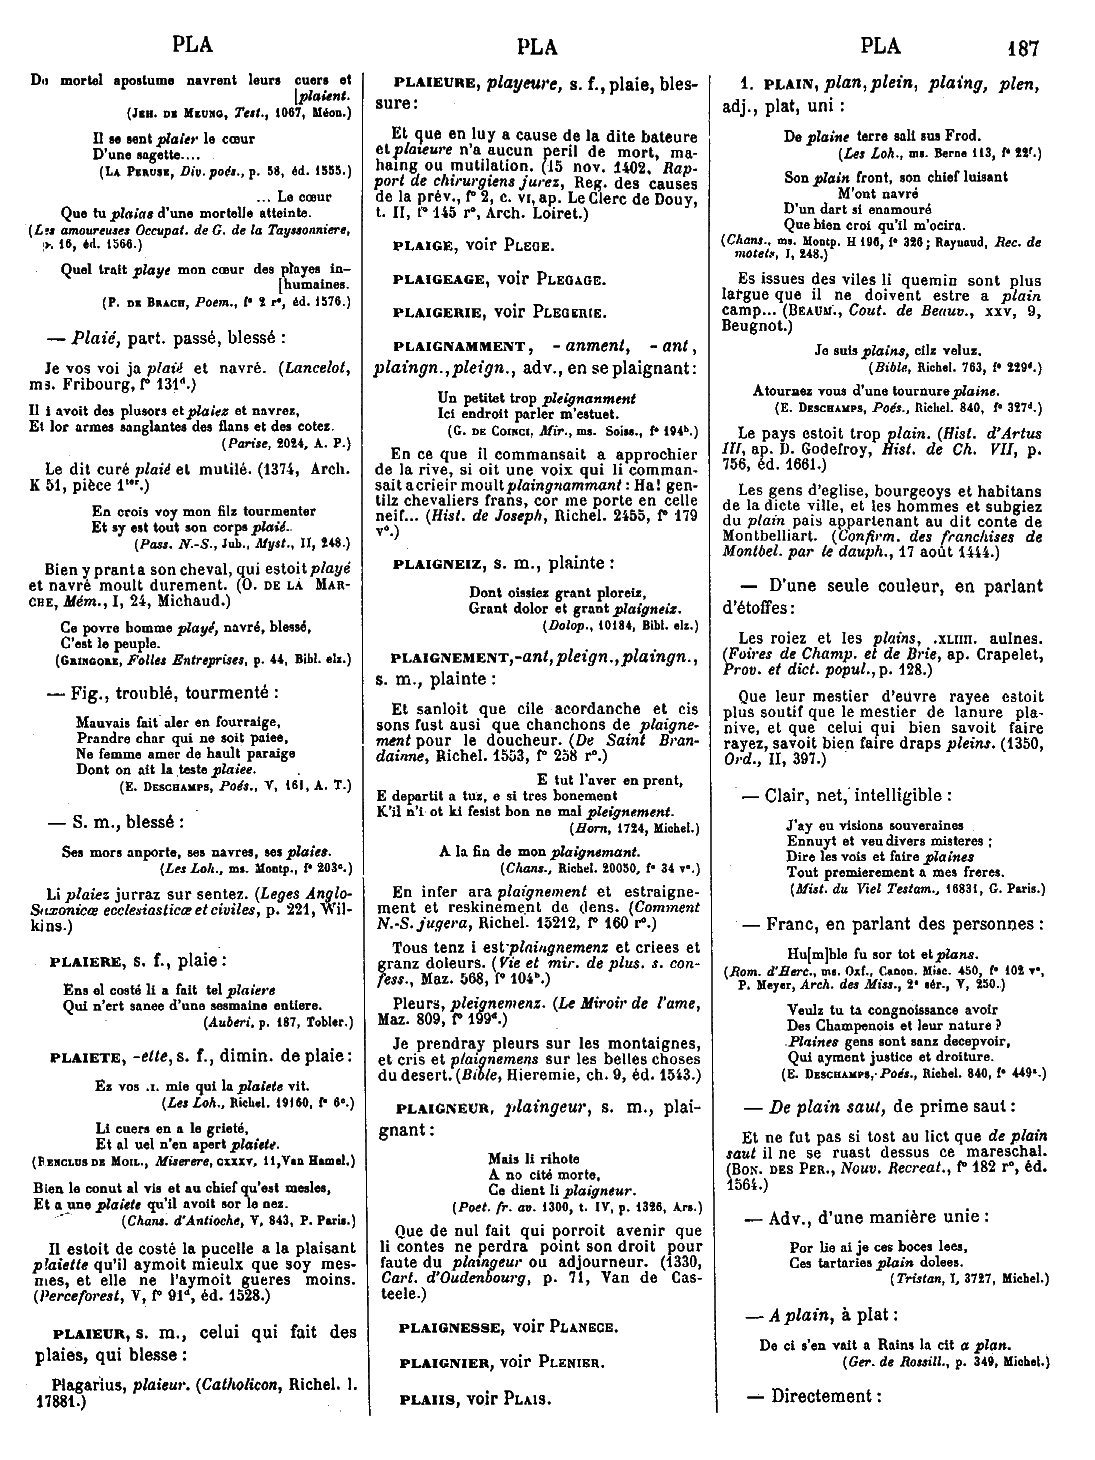 PLA
PLA
PLA
187
Du mortel apostume navrent leurs cuers et
[plaient.
(Jeh. de Meung, Test., 1067, Méon.)
Il se sent plaier le cœur
D'une sagette....
(La Peruse, Div. poés., p. 58, éd. 1555.)
... Le cœur
Que tu plaias d'une mortelle atteinte.
(Les amoureuses Occupat. de G. de la Tayssonniere,
p. 16, éd. 1566.)
Quel trait playe mon cœur des playes in-
[humaines.
(P. de Brach, Poem., f° 2 r°, éd. 1576.)
— Plaié, part. passé, blessé :
Je vos voi ja plaié et navré. (Lancelot,
ms. Fribourg, f° 131ᵈ.)
Il i avoit des plusors et plaiez et navrez,
Et lor armes sanglantes des flans et des cotez.
(Parise, 2024, A. P.)
Le dit curé plaié et mutilé. (1374, Arch.
K 51, pièce 1ᵗᵉʳ.)
En crois voy mon filz tourmenter
Et sy est tout son corps plaié..
(Pass. N.-S., Jub., Myst., II, 248.)
Bien y prant a son cheval, qui estoit playé
et navré moult durement. (O. de la Mar-
che, Mém., I, 24, Michaud.)
Ce povre homme playé, navré, blessé,
C'est le peuple.
(Gringore, Folles Entreprises, p. 44, Bibl. elz.)
— Fig., troublé, tourmenté :
Mauvais fait aler en fourraige,
Prandre char qui ne soit paiee,
Ne femme amer de hault paraige
Dont on ait la teste plaiee.
(E. Deschamps, Poés., V, 161, A. T.)
— S. m., blessé :
Ses mors anporte, ses navres, ses plaies.
(Les Loh., ms. Montp., f° 203ᶜ.)
Li plaiez jurraz sur sentez. (Leges Anglo-
Saxonicæ ecclesiasticæ et civiles, p. 221, Wil-
kins.)
PLAIERE, s. f., plaie :
Ens el costé li a fait tel plaiere
Qui n'ert sanee d'une sesmaine entiere.
(Auberi, p. 187, Tobler.)
PLAIETE, -ette, s. f., dimin. de plaie :
Ez vos .I. mie qui la plaiete vit.
(Les Loh., Richel. 19160, f° 6ᵉ.)
Li cuers en a le grieté,
Et al uel n'en apert plaiete.
(Renclus de Moil., Miserere, cxxxv, 11, Van Hamel.)
Bien le conut al vis et au chief qu'est mesles,
Et a une plaiete qu'il avoit sor le nez.
(Chans. d'Antioche, V, 843, P. Paris.)
Il estoit de costé la pucelle a la plaisant
plaiette qu'il aymoit mieulx que soy mes-
mes, et elle ne l'aymoit gueres moins.
(Perceforest, V, f° 91ᵈ, éd. 1528.)
PLAIEUR, s. m., celui qui fait des
plaies, qui blesse :
Plagarius, plaieur. (Catholicon, Richel. l.
17881.)
PLAIEURE, playeure, s. f., plaie, bles-
sure :
Et que en luy a cause de la dite bateure
et plaieure n'a aucun peril de mort, ma-
haing ou mutilation. (15 nov. 1402. Rap-
port de chirurgiens jurez, Reg. des causes
de la prév., f° 2, c. vi, ap. Le Clerc de Douy,
t. II, f° 145 r°, Arch. Loiret.)
PLAIGE, voir Plege.
PLAIGEAGE, voir Plegage.
PLAIGERIE, voir Plegerie.
PLAIGNAMMENT, -anment, -ant,
plaingn., pleign., adv., en se plaignant :
Un petitet trop pleignanment
Ici endroit parler m'estuet.
(G. de Coinci, Mir., ms. Soiss., f° 194ᵇ.)
En ce que il commansait a approchier
de la rive, si oit une voix qui li comman-
sait a crieir moult plaingnammant : Ha! gen-
tilz chevaliers frans, cor me porte en celle
neif... (Hist. de Joseph, Richel. 2455, f° 179
v°.)
PLAIGNEIZ, s. m., plainte :
Dont oissiez grant ploreiz,
Grant dolor et grant plaigneiz.
(Dolop., 10184, Bibl. elz.)
PLAIGNEMENT, -ant, pleign., plaingn.,
s. m., plainte :
Et sanloit que cile acordanche et cis
sons fust ausi que chanchons de plaigne-
ment pour le doucheur. (De Saint Bran-
dainne, Richel. 1553, f° 258 r°.)
E tut l'aver en prent,
E departit a tuz, e si tres bonement
K'il n'i ot ki fesist bon ne mal pleignement.
(Horn, 1724, Michel.)
A la fin de mon plaignemant.
(Chans., Richel. 20050, f° 34 v°.)
En infer ara plaignement et estraigne-
ment et reskinement de dens. (Comment
N.-S. jugera, Richel. 15212, f° 160 r°.)
Tous tenz i est plaingnemenz et criees et
granz doleurs. (Vie et mir. de plus. s. con-
fess., Maz. 568, f° 104ᵇ.)
Pleurs, pleignemenz. (Le Miroir de l'ame,
Maz. 809, f° 199ᵈ.)
Je prendray pleurs sur les montaignes,
et cris et plaignemens sur les belles choses
du desert. (Bible, Hieremie, ch. 9, éd. 1543.)
PLAIGNEUR, plaingeur, s. m., plai-
gnant :
Mais li rihote
A no cité morte,
Ce dient li plaigneur.
(Poet. fr. av. 1300, t. IV, p. 1326, Ars.)
Que de nul fait qui porroit avenir que
li contes ne perdra point son droit pour
faute du plaingeur ou adjourneur. (1330,
Cart. d'Oudenbourg, p. 71, Van de Cas-
teele.)
PLAIGNESSE, voir Planece.
PLAIGNIER, voir Plenier.
PLAIIS, voir Plais.
1. PLAIN, plan, plein, plaing, plen,
adj., plat, uni :
De plaine terre salt sus Frod.
(Les Loh., ms. Berne 113, f° 22ᶠ.)
Son plain front, son chief luisant
M'ont navré
D'un dart si enamouré
Que bien croi qu'il m'ocira.
(Chans., ms. Montp. H 196, f° 326; Raynaud, Rec. de
motets, I, 248.)
Es issues des viles li quemin sont plus
largue que il ne doivent estre a plain
camp... (Beaum., Cout. de Beauv., xxv, 9,
Beugnot.)
Je suis plains, cilz veluz.
(Bible, Richel. 763, f° 229ᵈ.)
Atournez vous d'une tournure plaine.
(E. Deschamps, Poés., Richel. 840, f° 327ᵈ.)
Le pays estoit trop plain. (Hist. d'Artus
III, ap. D. Godefroy, Hist. de Ch. VII, p.
756, éd. 1661.)
Les gens d'eglise, bourgeoys et habitans
de la dicte ville, et les hommes et subgiez
du plain pais appartenant au dit conte de
Montbelliart. (Confirm. des franchises de
Montbel. par le dauph., 17 août 1444.)
— D'une seule couleur, en parlant
d'étoffes :
Les roiez et les plains, .XLIIII. aulnes.
(Foires de Champ. et de Brie, ap. Crapelet,
Prov. et dict. popul., p. 128.)
Que leur mestier d'euvre rayee estoit
plus soutif que le mestier de lanure pla-
nive, et que celui qui bien savoit faire
rayez, savoit bien faire draps pleins. (1350,
Ord., II, 397.)
— Clair, net, intelligible :
J'ay eu visions souveraines
Ennuyt et veu divers misteres ;
Dire les vois et faire plaines
Tout premierement a mes freres.
(Mist. du Viel Testam., 16831, G. Paris.)
— Franc, en parlant des personnes :
Hu[m]ble fu sor tot et plans.
(Rom. d'Herc., ms. Oxf., Canon. Misc. 450, f° 102 v°,
P. Meyer, Arch. des Miss., 2ᵉ sér., V, 250.)
Veulz tu ta congnoissance avoir
Des Champenois et leur nature ?
Plaines gens sont sanz decepvoir,
Qui ayment justice et droiture.
(E. Deschamps, Poés., Richel. 840, f° 449ᵃ.)
— De plain saut, de prime saut :
Et ne fut pas si tost au lict que de plain
saut il ne se ruast dessus ce mareschal.
(Bon. des Per., Nouv. Recreat., f° 182 r°, éd.
1564.)
— Adv., d'une manière unie :
Por lie ai je ces boces lees,
Ces tartaries plain dolees.
(Tristan, I, 3727, Michel.)
— A plain, à plat :
De ci s'en vait a Rains la cit a plan.
(Ger. de Rossill., p. 349, Michel.)
— Directement :